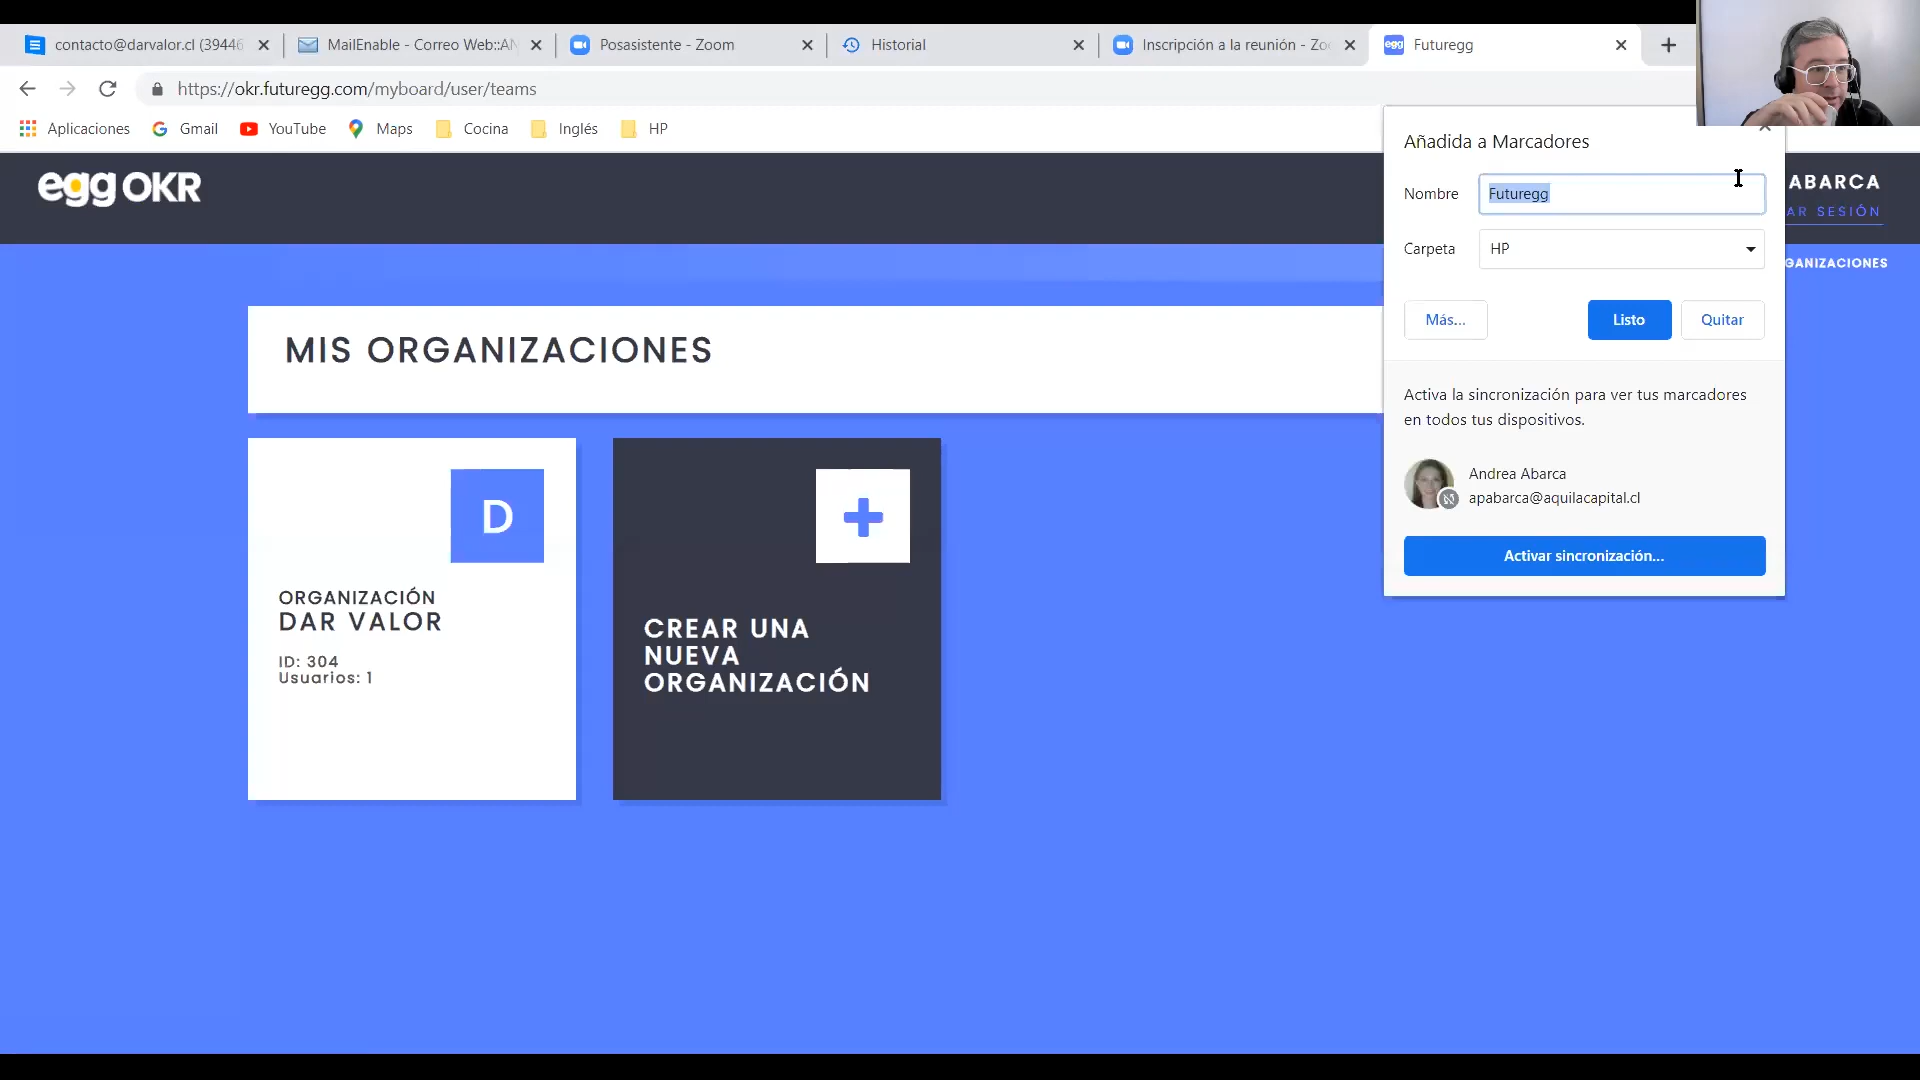 contacto@darvalor.cl (39446
MailEnable - Correo Web::AN
Posasistente - Zoom
Historial
Inscripción a la reunión - Zoo
egg Futuregg
https://okr.futuregg.com/myboard/user/teams
Aplicaciones
Gmail
YouTube
Maps
Cocina
Inglés
HP
egg OKR
ABARCA
AR SESIÓN
GANIZACIONES
Añadida a Marcadores
Nombre Futuregg
Carpeta HP
Más... Listo Quitar
Activa la sincronización para ver tus marcadores
en todos tus dispositivos.
Andrea Abarca
apabarca@aquilacapital.cl
Activar sincronización...
MIS ORGANIZACIONES
D
ORGANIZACIÓN
DAR VALOR
ID: 304
Usuarios: 1
CREAR UNA
NUEVA
ORGANIZACIÓN